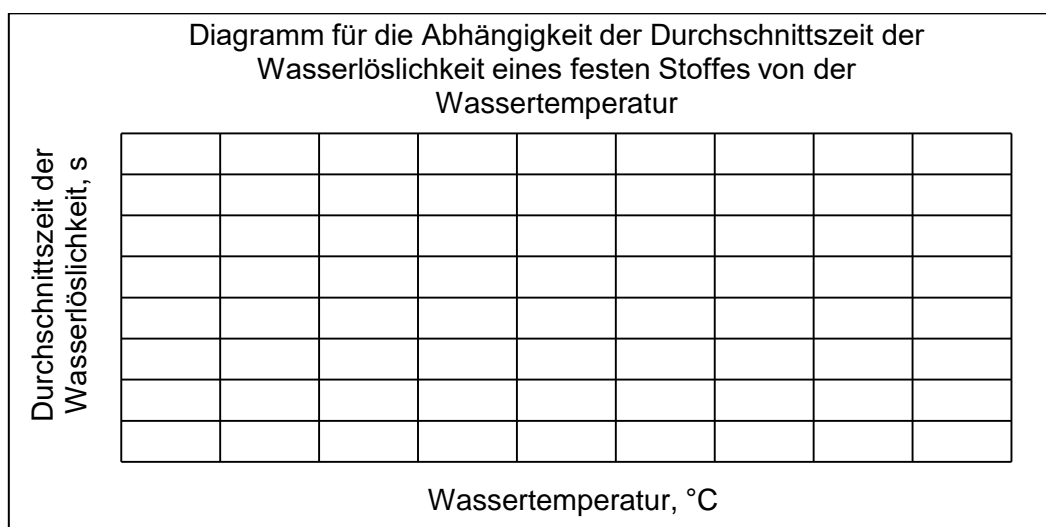 Diagramm für die Abhängigkeit der Durchschnittszeit der
Wasserlöslichkeit eines festen Stoffes von der
Wassertemperatur
Durchschnittszeit der
Wasserlöslichkeit, s
Wassertemperatur, °C